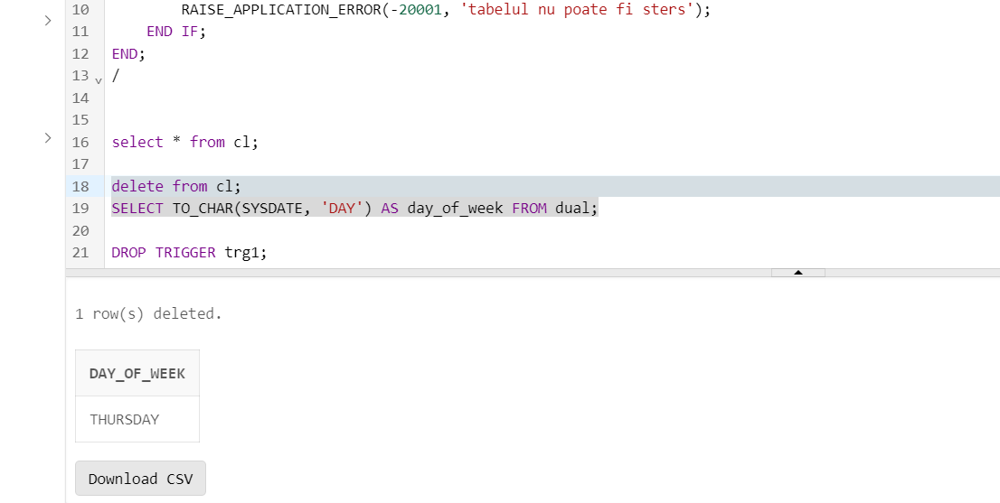 10 RAISE_APPLICATION_ERROR(-20001, 'tabelul nu poate fi sters');
11 END IF;
12 END;
13 /
14
15
16 select * from cl;
17
18 delete from cl;
19 SELECT TO_CHAR(SYSDATE, 'DAY') AS day_of_week FROM dual;
20
21 DROP TRIGGER trg1;
1 row(s) deleted.
DAY_OF_WEEK
THURSDAY
Download CSV